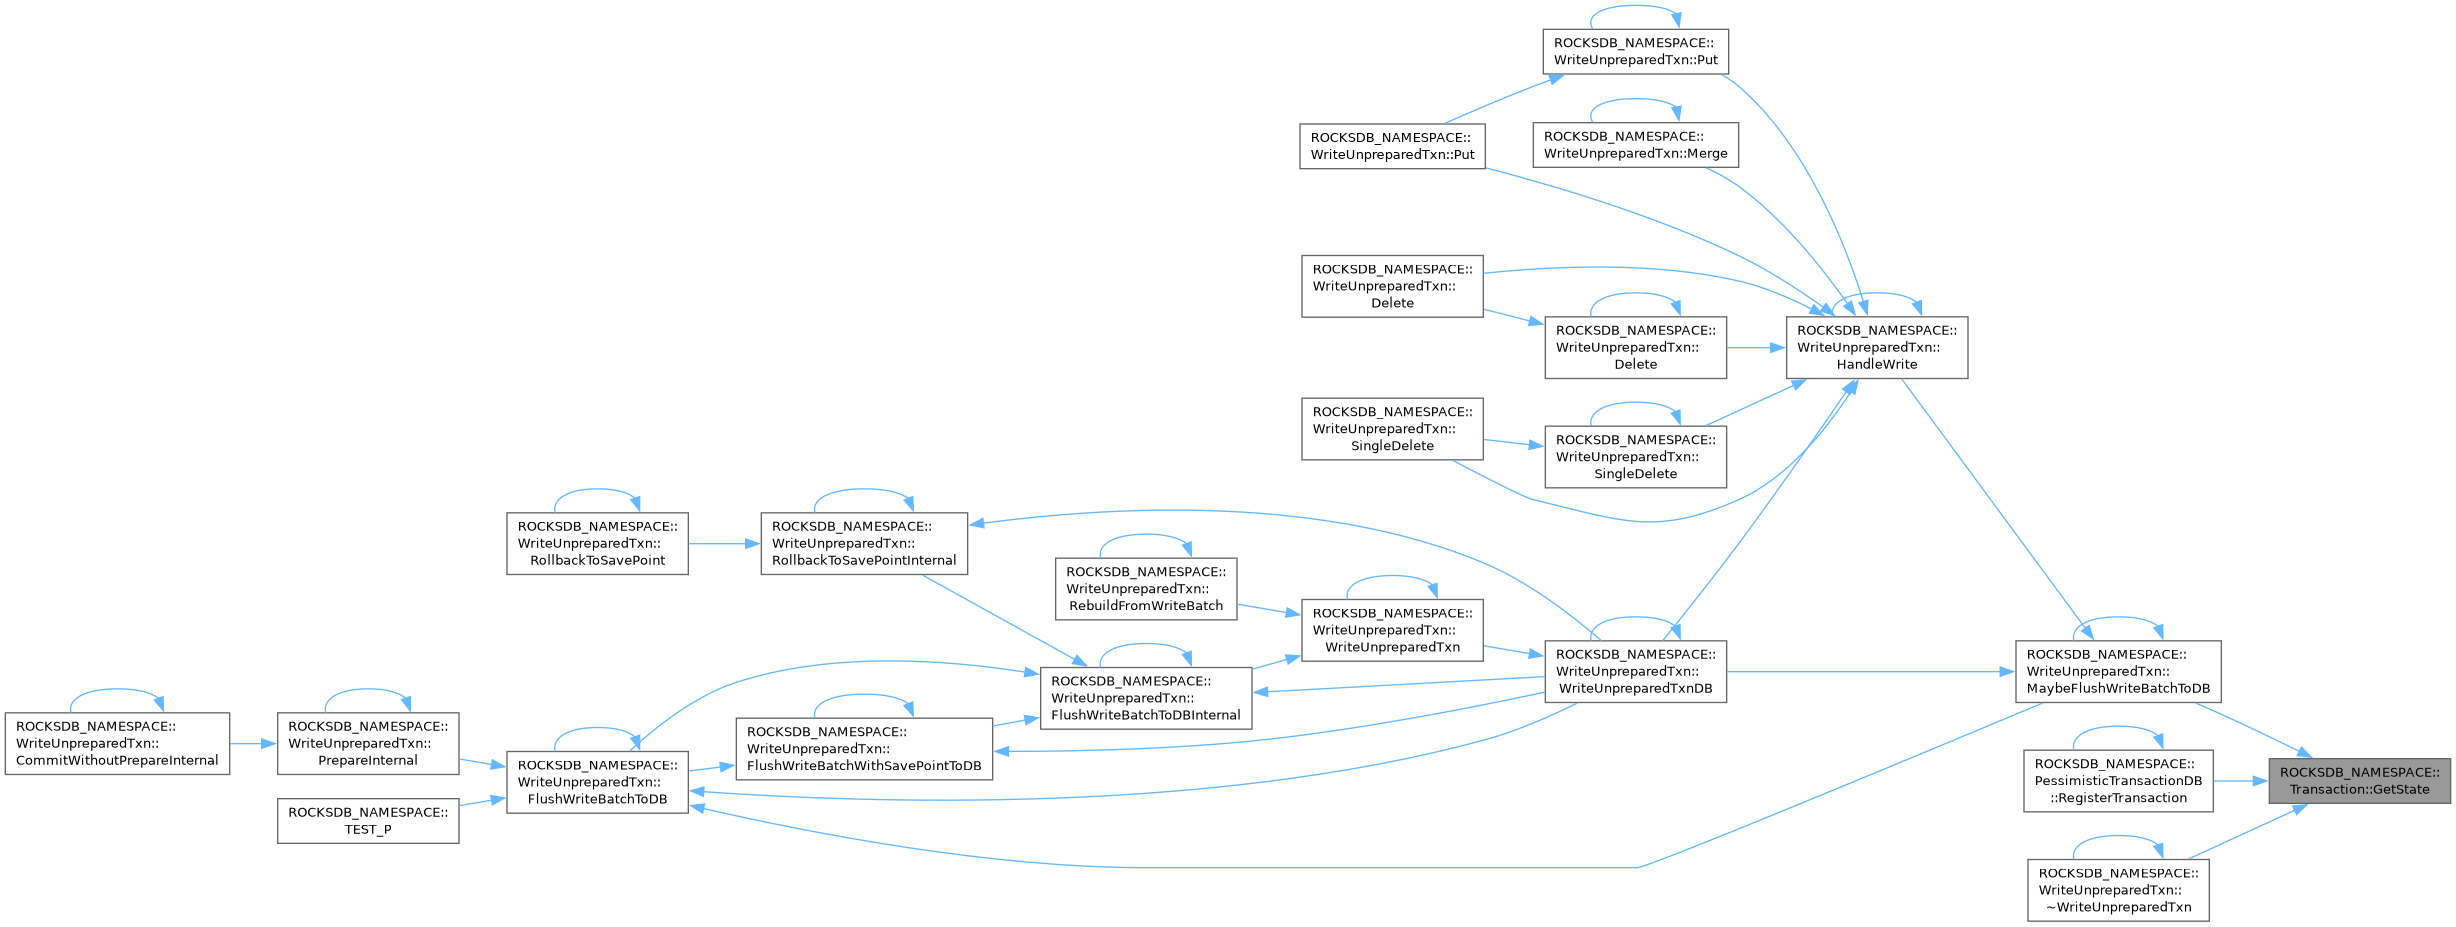 ROCKSDB_NAMESPACE::
WriteUnpreparedTxn::Put
ROCKSDB_NAMESPACE::
WriteUnpreparedTxn::Put
ROCKSDB_NAMESPACE::
WriteUnpreparedTxn::Merge
ROCKSDB_NAMESPACE::
WriteUnpreparedTxn::
Delete
ROCKSDB_NAMESPACE::
WriteUnpreparedTxn::
Delete
ROCKSDB_NAMESPACE::
WriteUnpreparedTxn::
HandleWrite
ROCKSDB_NAMESPACE::
WriteUnpreparedTxn::
SingleDelete
ROCKSDB_NAMESPACE::
WriteUnpreparedTxn::
SingleDelete
ROCKSDB_NAMESPACE::
WriteUnpreparedTxn::
RollbackToSavePoint
ROCKSDB_NAMESPACE::
WriteUnpreparedTxn::
RollbackToSavePointInternal
ROCKSDB_NAMESPACE::
WriteUnpreparedTxn::
RebuildFromWriteBatch
ROCKSDB_NAMESPACE::
WriteUnpreparedTxn::
WriteUnpreparedTxn
ROCKSDB_NAMESPACE::
WriteUnpreparedTxn::
WriteUnpreparedTxnDB
ROCKSDB_NAMESPACE::
WriteUnpreparedTxn::
MaybeFlushWriteBatchToDB
ROCKSDB_NAMESPACE::
WriteUnpreparedTxn::
FlushWriteBatchToDBInternal
ROCKSDB_NAMESPACE::
WriteUnpreparedTxn::
CommitWithoutPrepareInternal
ROCKSDB_NAMESPACE::
WriteUnpreparedTxn::
PrepareInternal
ROCKSDB_NAMESPACE::
WriteUnpreparedTxn::
FlushWriteBatchWithSavePointToDB
ROCKSDB_NAMESPACE::
WriteUnpreparedTxn::
FlushWriteBatchToDB
ROCKSDB_NAMESPACE::
PessimisticTransactionDB
::RegisterTransaction
ROCKSDB_NAMESPACE::
Transaction::GetState
ROCKSDB_NAMESPACE::
TEST_P
ROCKSDB_NAMESPACE::
WriteUnpreparedTxn::
~WriteUnpreparedTxn